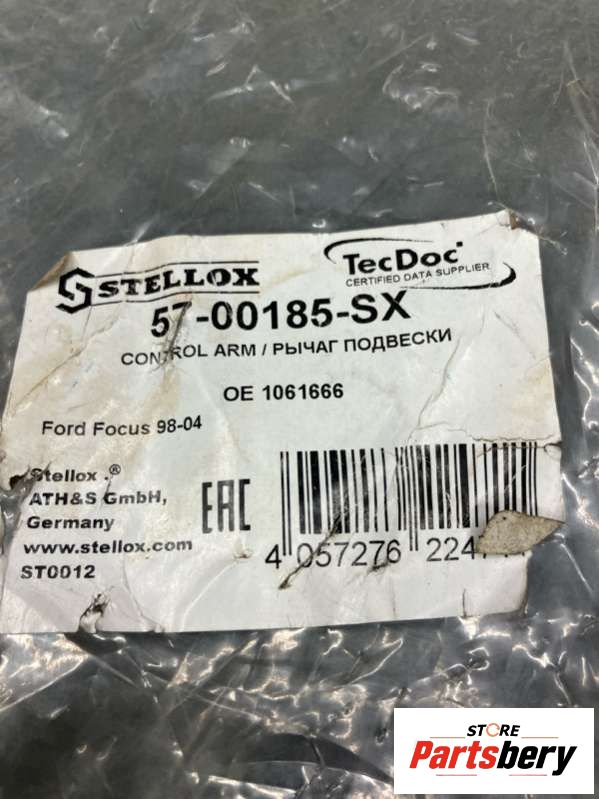 STELLOX
TecDoc
CERTIFIED DATA SUPPLIER
57-00185-SX
CONTROL ARM / РЫЧАГ ПОДВЕСКИ
OE 1061666
Ford Focus 98-04
Stellox.®
ATH&S GmbH,
Germany
www.stellox.com
ST0012
EAC
4 057276
STORE
Partsbery